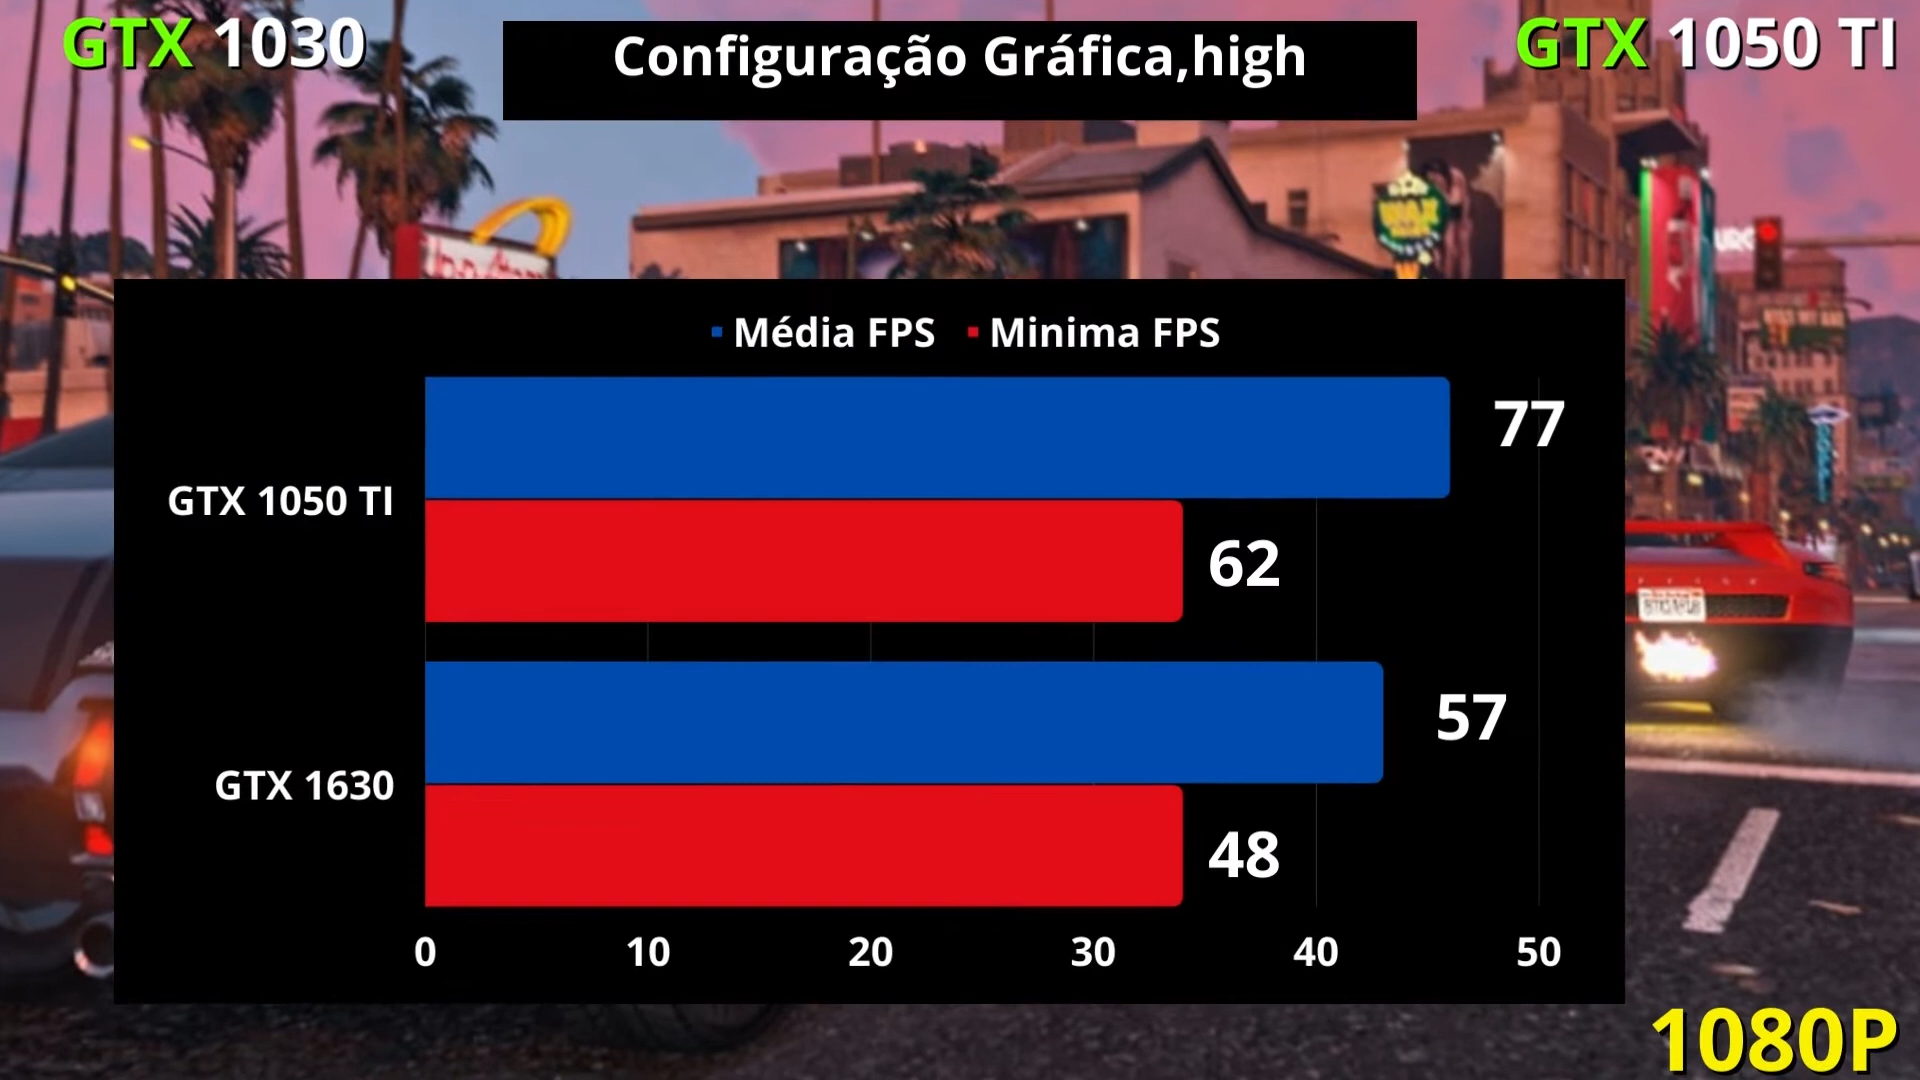 GTX 1030
Configuração Gráfica,high
GTX 1050 TI
Média FPS
Minima FPS
77
GTX 1050 TI
62
57
GTX 1630
48
0 10 20 30 40 50
1080P